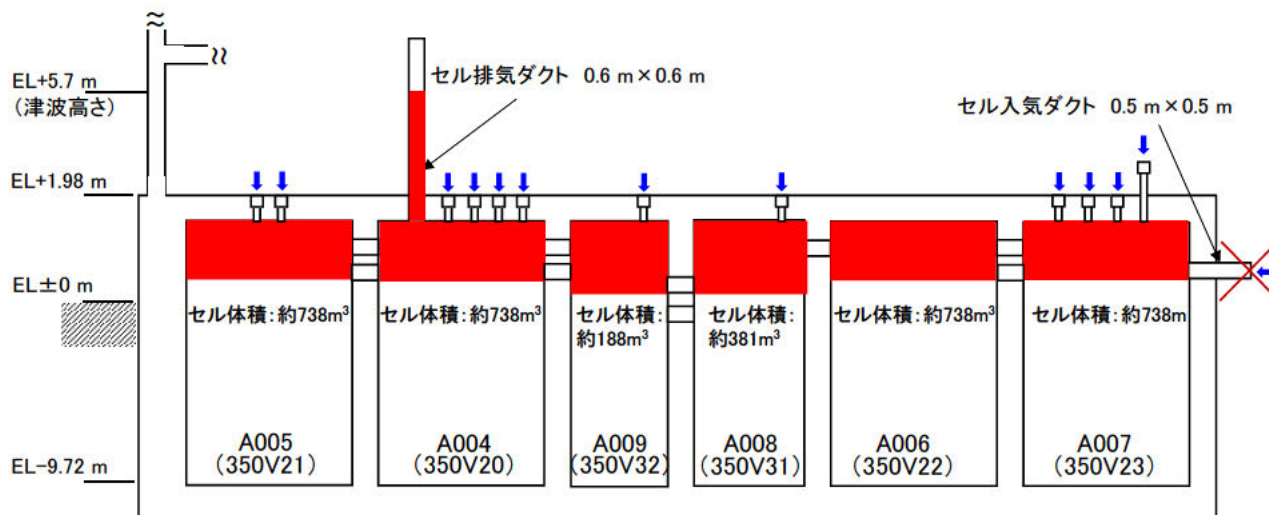 EL+5.7 m
（津波高さ）
セル排気ダクト 0.6 m×0.6 m
セル入気ダクト 0.5 m×0.5 m
EL+1.98 m
EL±0 m
セル体積：約738m³
セル体積：約738m³
セル体積：
約188m³
セル体積：
約381m³
セル体積：約738m³
セル体積：約738m
A005
（350V21）
A004
（350V20）
A009
（350V32）
A008
（350V31）
A006
（350V22）
A007
（350V23）
EL−9.72 m